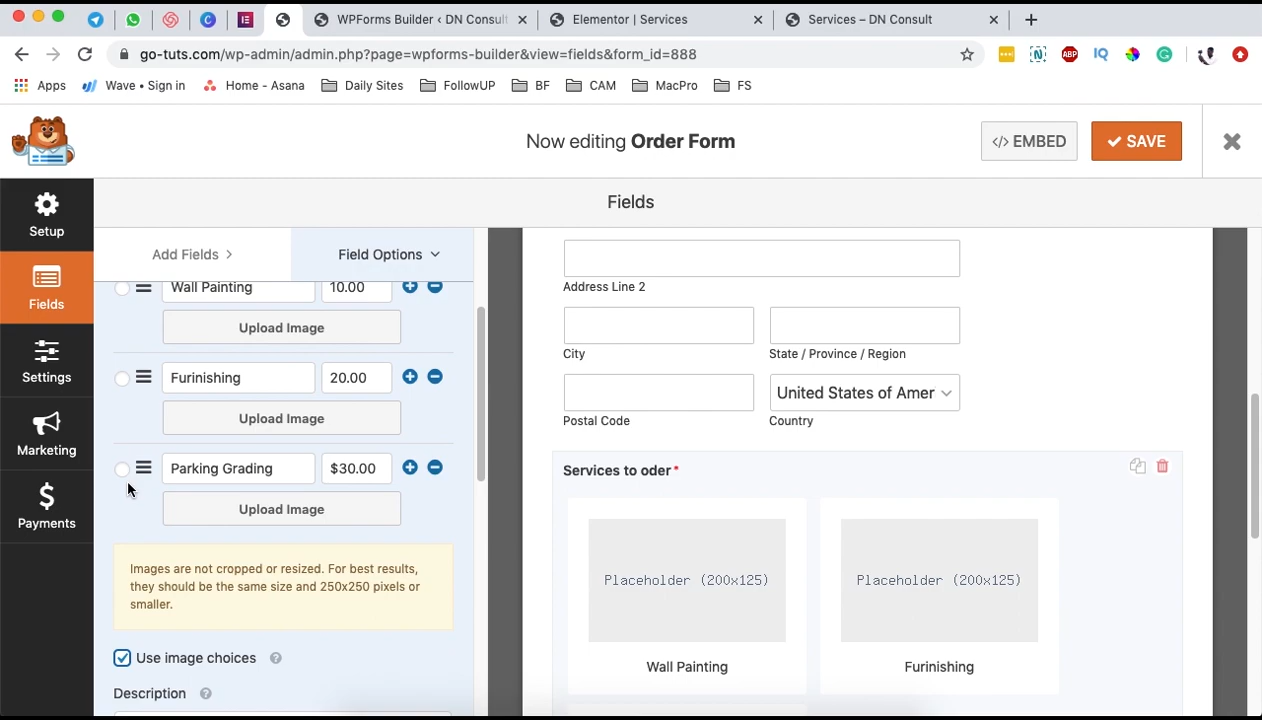 WPForms Builder ‹ DN Consult
Elementor | Services
Services – DN Consult
go-tuts.com/wp-admin/admin.php?page=wpforms-builder&view=fields&form_id=888
Apps
Wave • Sign in
Home - Asana
Daily Sites
FollowUP
BF
CAM
MacPro
FS
Now editing Order Form
</> EMBED
SAVE
Setup
Fields
Settings
Marketing
Payments
Fields
Add Fields
Field Options
Wall Painting 10.00
Upload Image
Furinishing 20.00
Upload Image
Parking Grading $30.00
Upload Image
Images are not cropped or resized. For best results,
they should be the same size and 250x250 pixels or
smaller.
Use image choices
Description
Address Line 2
City
State / Province / Region
Postal Code
United States of Amer
Country
Services to oder *
Placeholder (200x125)
Placeholder (200x125)
Wall Painting
Furinishing